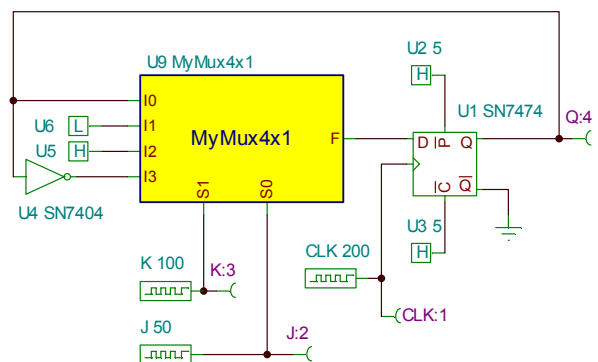 U2 5
H
U9 MyMux4x1
U1 SN7474
I0
Q:4
U6 L I1
MyMux4x1
F
D P Q
U5 H I2
I3
S1 S0
C Q
U4 SN7404
U3 5
H
K 100
K:3
CLK 200
J 50
J:2
CLK:1